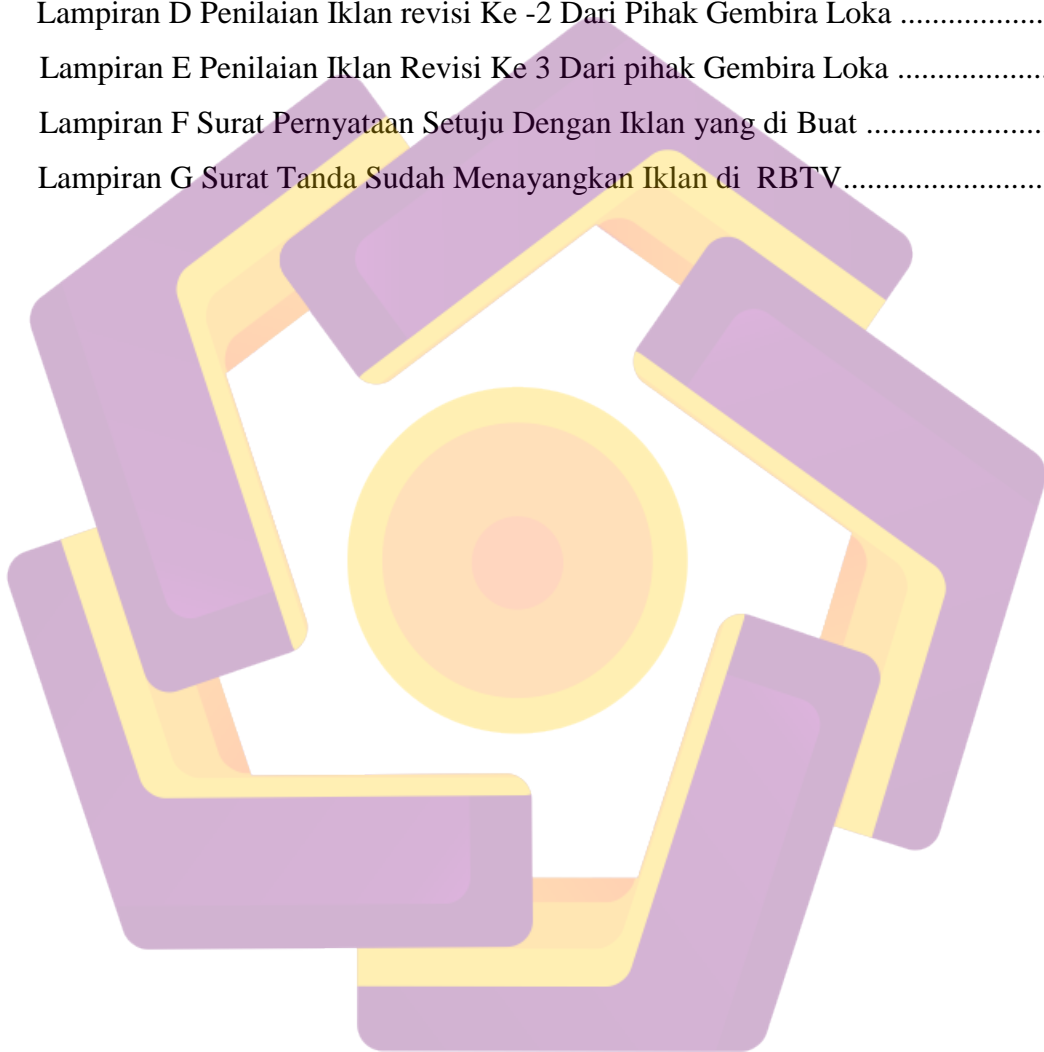 Lampiran D Penilaian Iklan revisi Ke -2 Dari Pihak Gembira Loka ..................
Lampiran E Penilaian Iklan Revisi Ke 3 Dari pihak Gembira Loka ...................
Lampiran F Surat Pernyataan Setuju Dengan Iklan yang di Buat ......................
Lampiran G Surat Tanda Sudah Menayangkan Iklan di  RBTV.........................